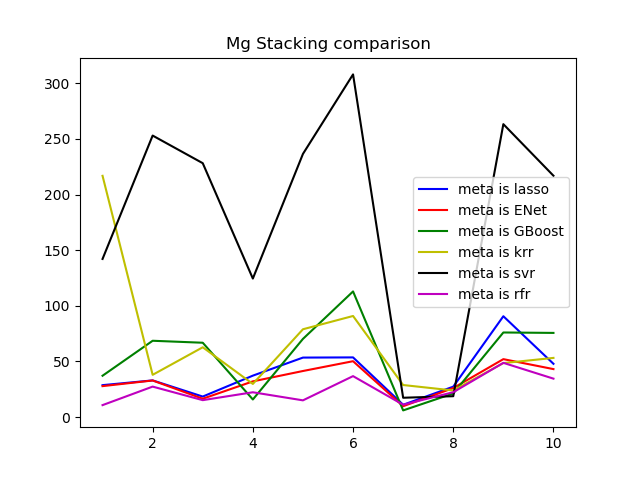 Mg Stacking comparison
300
250
200
150
100
50
0
meta is lasso
meta is ENet
meta is GBoost
meta is krr
meta is svr
meta is rfr
2
4
6
8
10